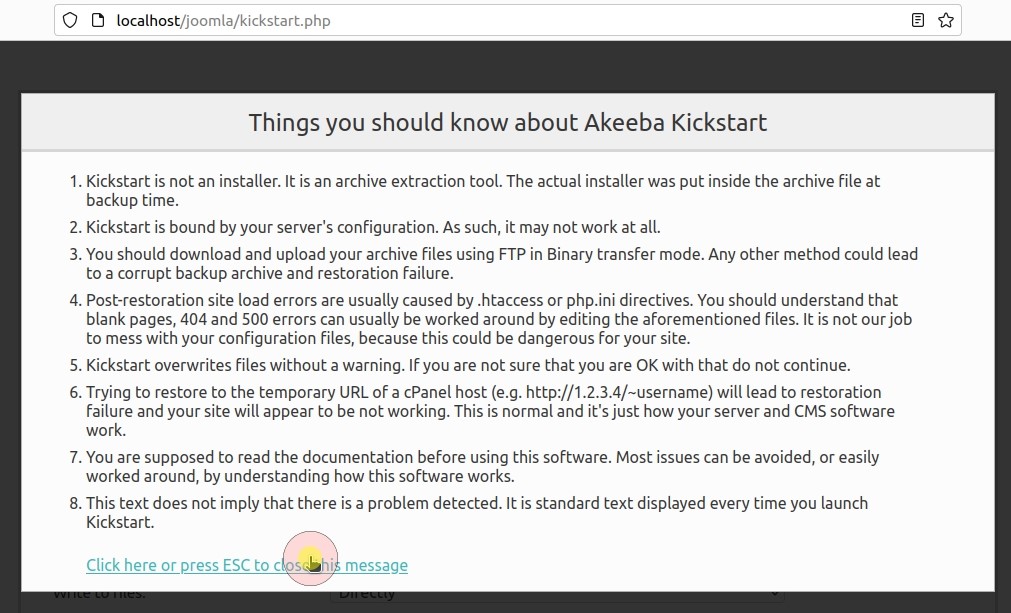 localhost/joomla/kickstart.php
Things you should know about Akeeba Kickstart
1. Kickstart is not an installer. It is an archive extraction tool. The actual installer was put inside the archive file at
backup time.
2. Kickstart is bound by your server's configuration. As such, it may not work at all.
3. You should download and upload your archive files using FTP in Binary transfer mode. Any other method could lead
to a corrupt backup archive and restoration failure.
4. Post-restoration site load errors are usually caused by .htaccess or php.ini directives. You should understand that
blank pages, 404 and 500 errors can usually be worked around by editing the aforementioned files. It is not our job
to mess with your configuration files, because this could be dangerous for your site.
5. Kickstart overwrites files without a warning. If you are not sure that you are OK with that do not continue.
6. Trying to restore to the temporary URL of a cPanel host (e.g. http://1.2.3.4/~username) will lead to restoration
failure and your site will appear to be not working. This is normal and it's just how your server and CMS software
work.
7. You are supposed to read the documentation before using this software. Most issues can be avoided, or easily
worked around, by understanding how this software works.
8. This text does not imply that there is a problem detected. It is standard text displayed every time you launch
Kickstart.
Click here or press ESC to close this message
Write to files: Directly